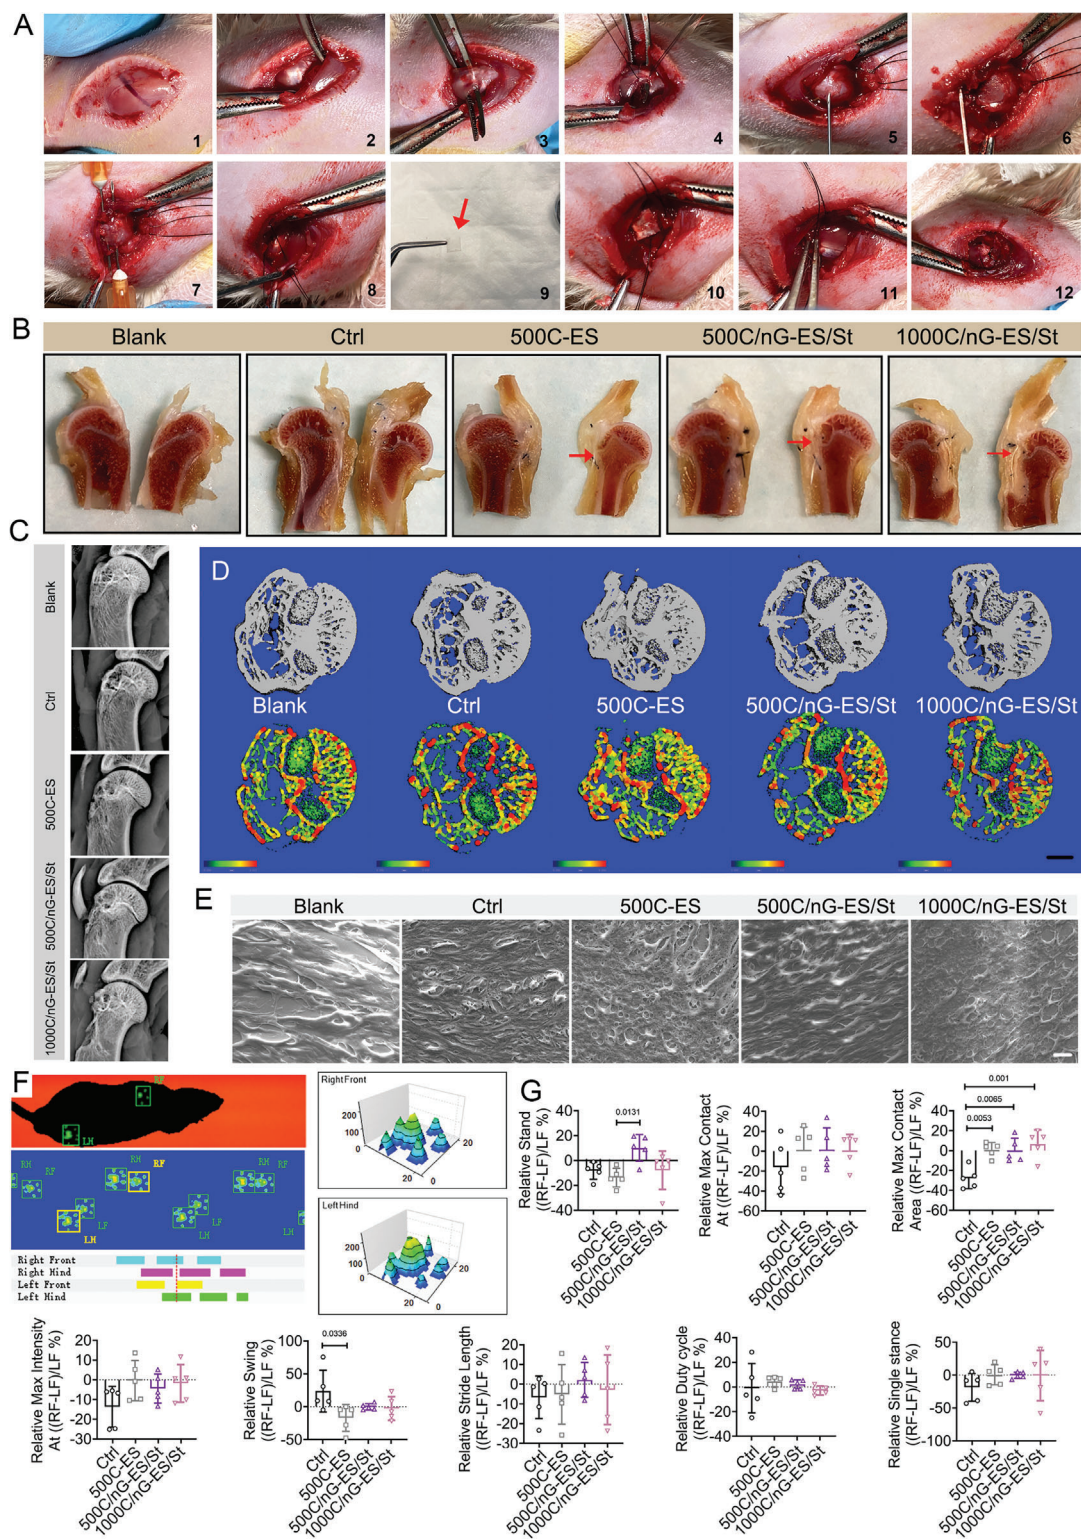 A
1
2
3
4
5
6
7
8
9
10
11
12
B
Blank
Ctrl
500C-ES
500C/nG-ES/St
1000C/nG-ES/St
C
Blank
Ctrl
500C-ES
500C/nG-ES/St
1000C/nG-ES/St
D
Blank
Ctrl
500C-ES
500C/nG-ES/St
1000C/nG-ES/St
E
Blank
Ctrl
500C-ES
500C/nG-ES/St
1000C/nG-ES/St
F
RF
LH
RH
RF
RH
RF
RH
RF
LH
LF
LH
LF
Right Front
Right Hind
Left Front
Left Hind
Right Front
200
100
0
20
20
0
Left Hind
200
100
0
20
20
0
G
Relative Stand
((RF-LF)/LF %)
40
20
0
-20
-40
0.0131
Ctrl
500C-ES
500C/nG-ES/St
1000C/nG-ES/St
Relative Max Contact
At ((RF-LF)/LF %)
40
20
0
-20
-40
-60
Ctrl
500C-ES
500C/nG-ES/St
1000C/nG-ES/St
Relative Max Contact
Area ((RF-LF)/LF %)
40
20
0
-20
-40
-60
0.001
0.0065
0.0053
Ctrl
500C-ES
500C/nG-ES/St
1000C/nG-ES/St
Relative Max Intensity
At ((RF-LF)/LF %)
20
10
0
-10
-20
-30
Ctrl
500C-ES
500C/nG-ES/St
1000C/nG-ES/St
Relative Swing
((RF-LF)/LF %)
100
50
0
-50
0.0336
Ctrl
500C-ES
500C/nG-ES/St
1000C/nG-ES/St
Relative Stride Length
((RF-LF)/LF %)
20
10
0
-10
-20
-30
Ctrl
500C-ES
500C/nG-ES/St
1000C/nG-ES/St
Relative Duty cycle
((RF-LF)/LF %)
40
20
0
-20
-40
Ctrl
500C-ES
500C/nG-ES/St
1000C/nG-ES/St
Relative Single stance
((RF-LF)/LF %)
50
0
-50
-100
Ctrl
500C-ES
500C/nG-ES/St
1000C/nG-ES/St